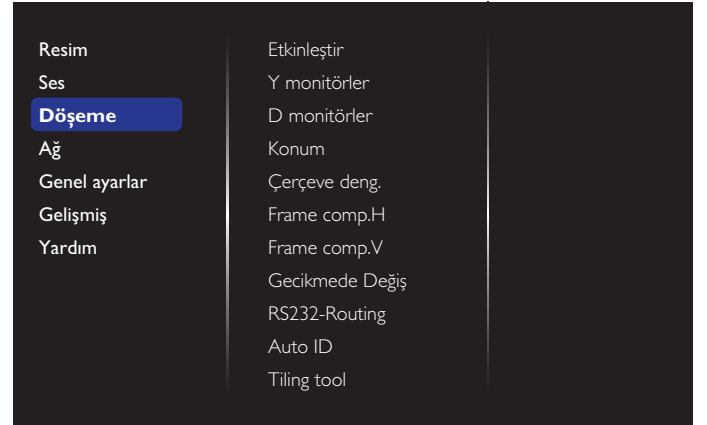 Resim
Ses
Döşeme
Ağ
Genel ayarlar
Gelişmiş
Yardım
Etkinleştir
Y monitörler
D monitörler
Konum
Çerçeve deng.
Frame comp.H
Frame comp.V
Gecikmede Değiş
RS232-Routing
Auto ID
Tiling tool